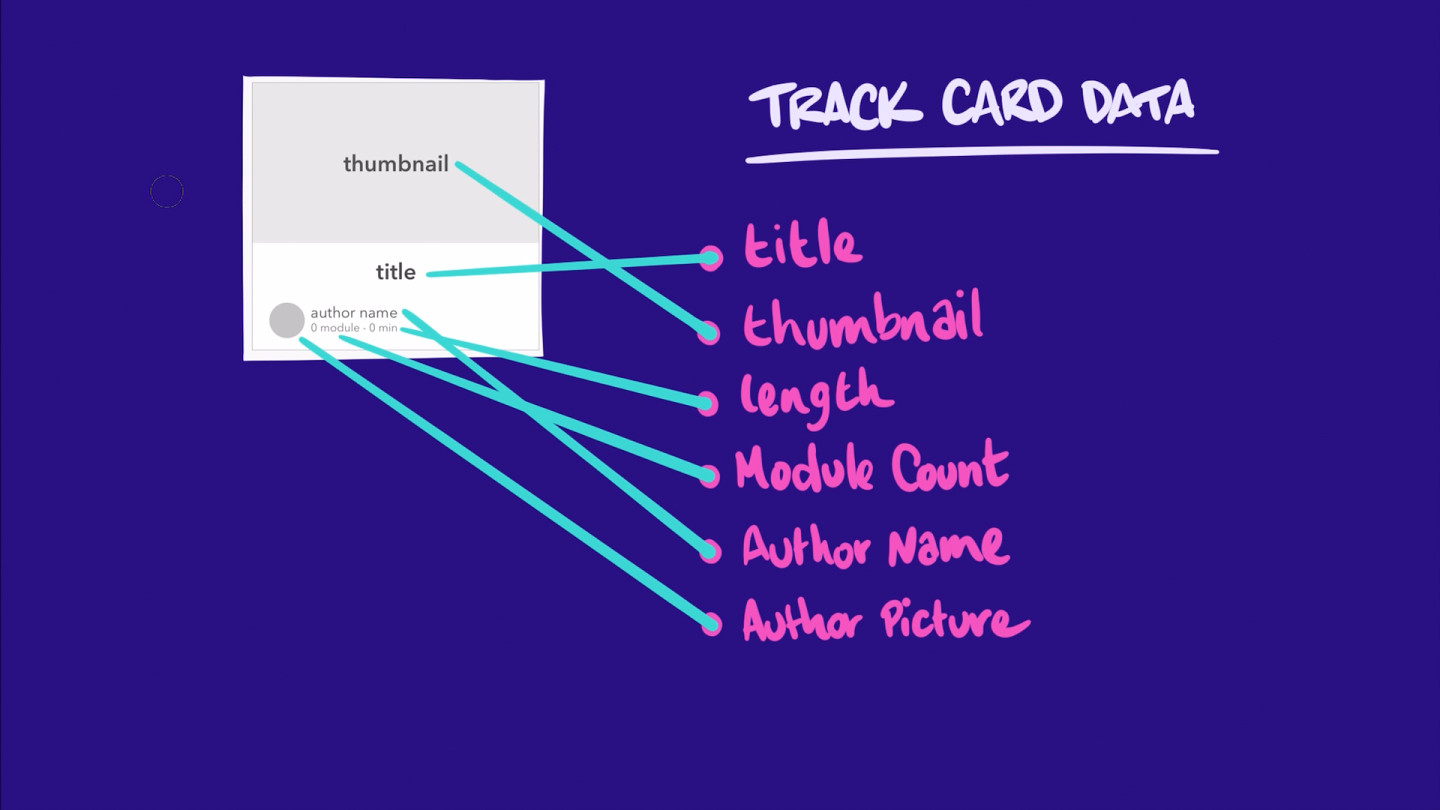 thumbnail
title
author name
0 module - 0 min
TRACK CARD DATA
title
thumbnail
length
Module Count
Author Name
Author Picture